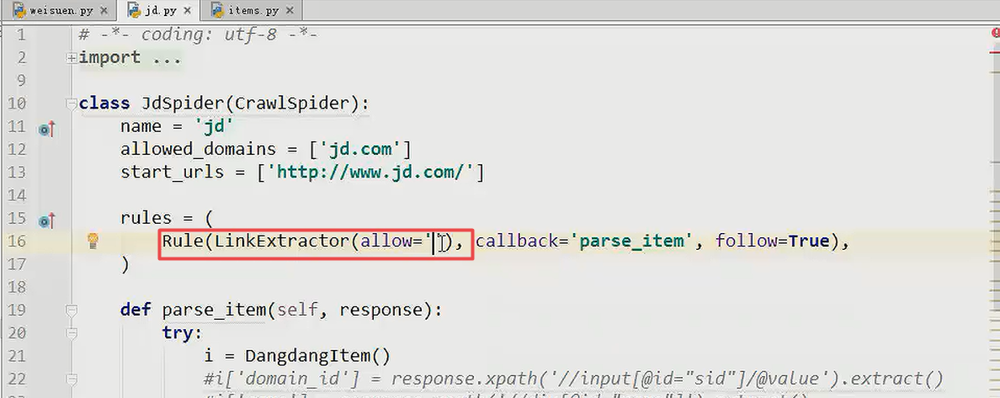 weisuen.py jd.py items.py
1 # -*- coding: utf-8 -*-
2 import ...
9
10 class JdSpider(CrawlSpider):
11 name = 'jd'
12 allowed_domains = ['jd.com']
13 start_urls = ['http://www.jd.com/']
14
15 rules = (
16 Rule(LinkExtractor(allow=''), callback='parse_item', follow=True),
17 )
18
19 def parse_item(self, response):
20 try:
21 i = DangdangItem()
22 #i['domain_id'] = response.xpath('//input[@id="sid"]/@value').extract()